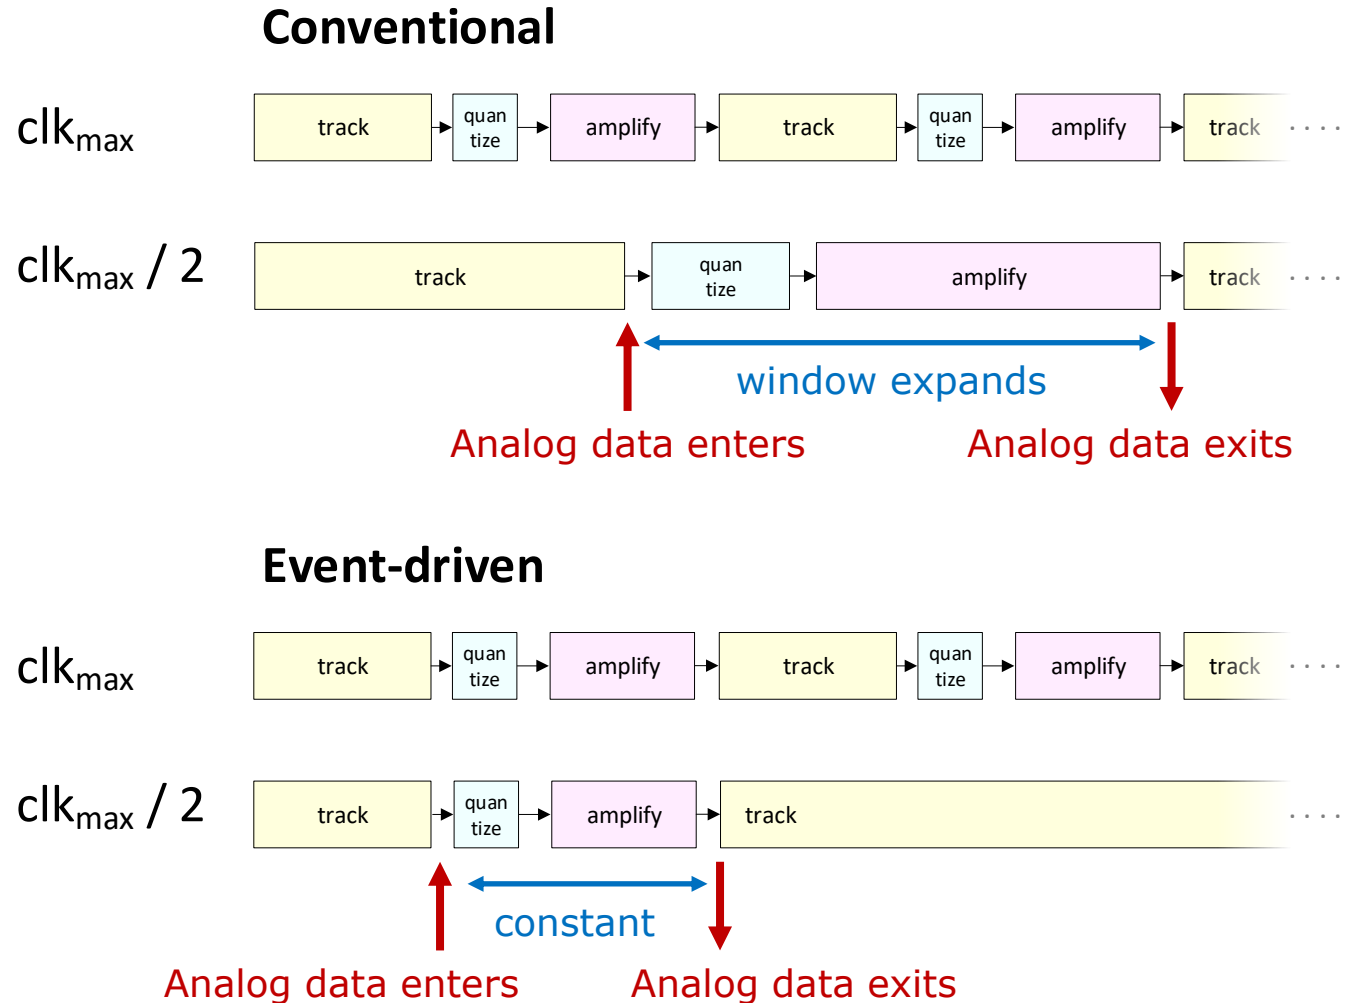 Conventional
clkmax track quan tize amplify track quan tize amplify track ....
clkmax / 2 track quan tize amplify track ....
window expands
Analog data enters Analog data exits
Event-driven
clkmax track quan tize amplify track quan tize amplify track ....
clkmax / 2 track quan tize amplify track ....
constant
Analog data enters Analog data exits